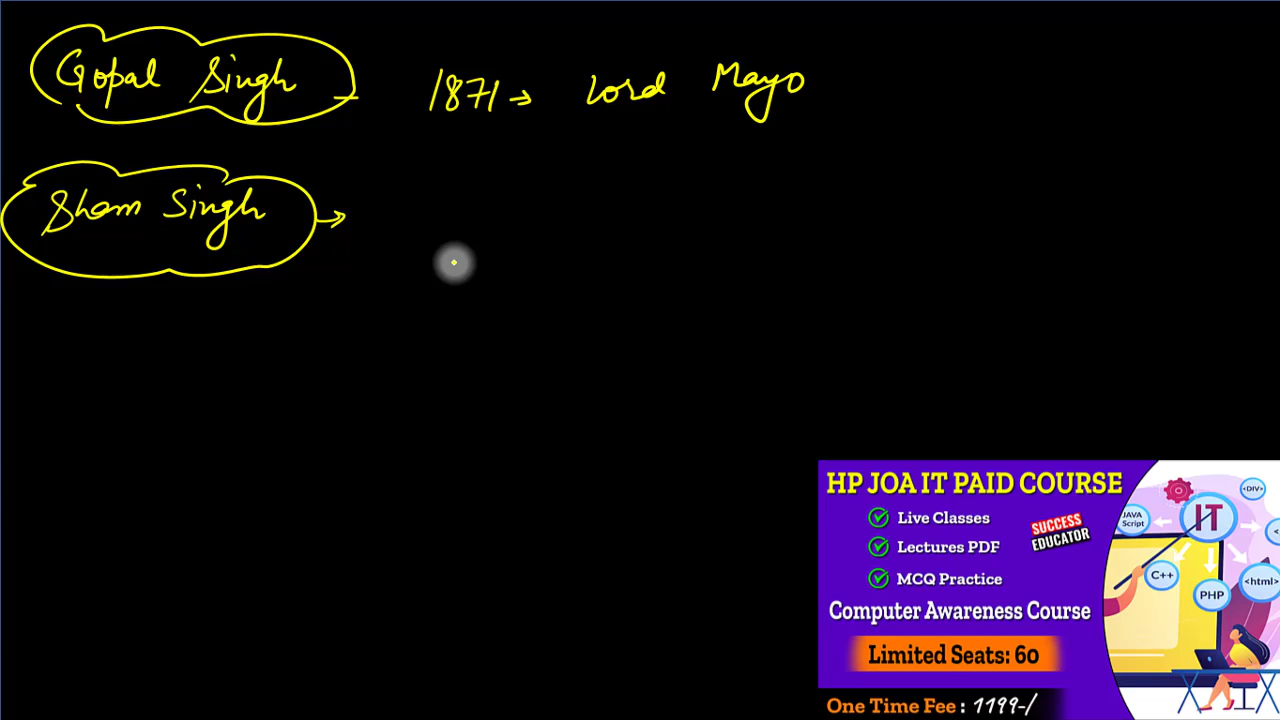 Gopal Singh - 1871 → Lord Mayo
Sham Singh →
HP JOA IT PAID COURSE
Live Classes
Lectures PDF
MCQ Practice
SUCCESS
EDUCATOR
Computer Awareness Course
Limited Seats: 60
One Time Fee : 1199-/
IT
<DIV>
JAVA
Script
C++
PHP
<html>